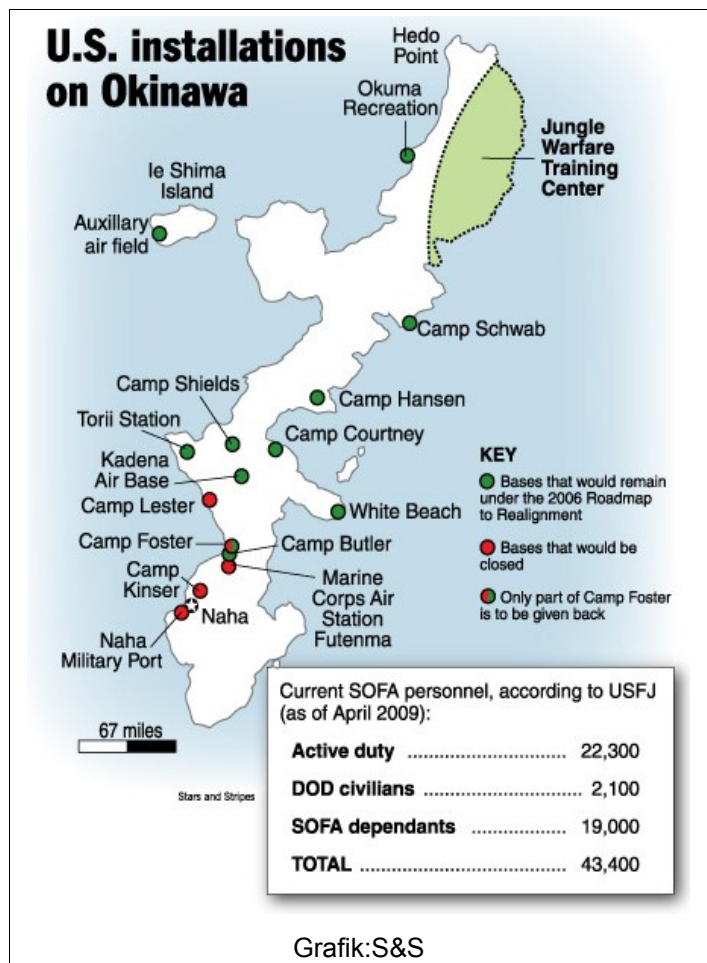 U.S. installations
on Okinawa
Hedo
Point
Okuma
Recreation
Jungle
Warfare
Training
Center
Ie Shima
Island
Auxillary
air field
Camp Schwab
Camp Shields
Camp Hansen
Torii Station
Camp Courtney
Kadena
Air Base
Camp Lester
White Beach
Camp Foster
Camp Butler
Camp
Kinser
Marine
Corps Air
Station
Futenma
Naha
Naha
Military Port
KEY
Bases that would remain
under the 2006 Roadmap
to Realignment
Bases that would be
closed
Only part of Camp Foster
is to be given back
67 miles
Stars and Stripes
Current SOFA personnel, according to USFJ
(as of April 2009):
Active duty .............................. 22,300
DOD civilians ............................. 2,100
SOFA dependants .................. 19,000
TOTAL ....................................... 43,400
Grafik:S&S